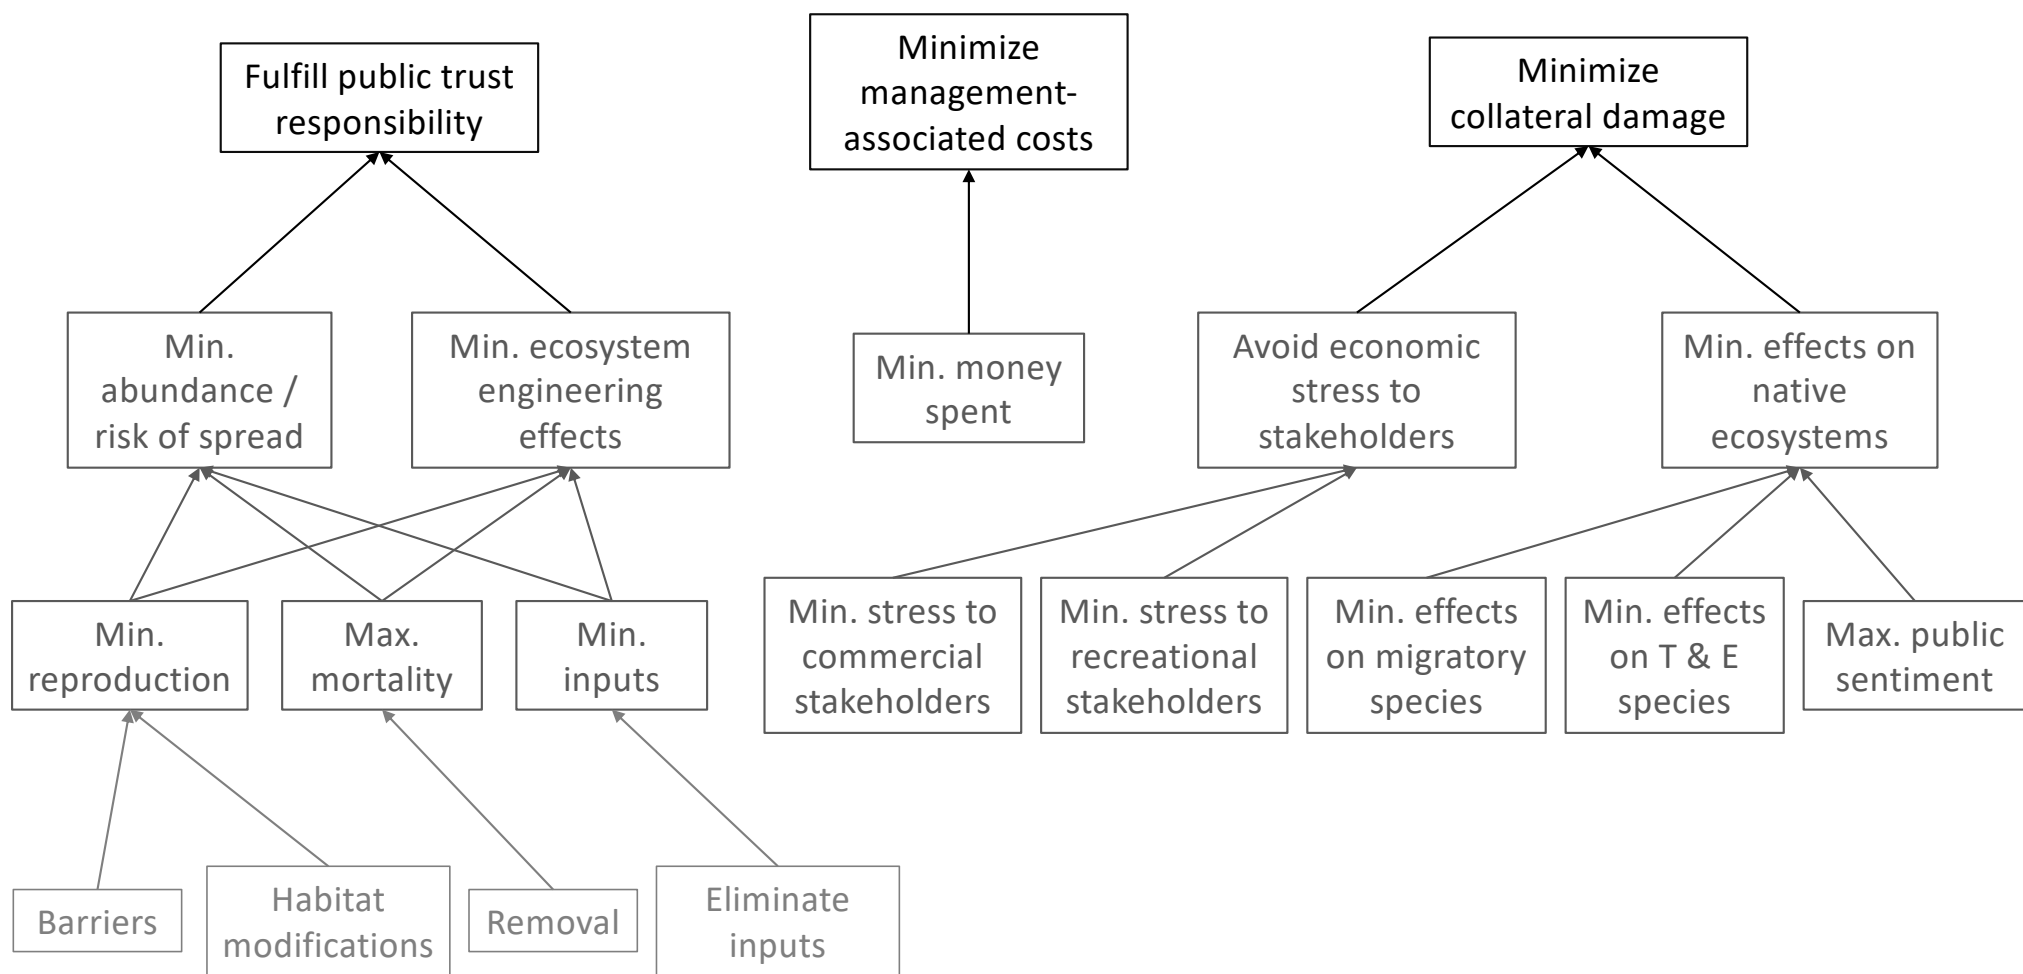 Fulfill public trust
responsibility
Minimize
management-
associated costs
Minimize
collateral damage
Min.
abundance /
risk of spread
Min. ecosystem
engineering
effects
Min. money
spent
Avoid economic
stress to
stakeholders
Min. effects on
native
ecosystems
Min.
reproduction
Max.
mortality
Min.
inputs
Min. stress to
commercial
stakeholders
Min. stress to
recreational
stakeholders
Min. effects
on migratory
species
Min. effects
on T & E
species
Max. public
sentiment
Barriers
Habitat
modifications
Removal
Eliminate
inputs